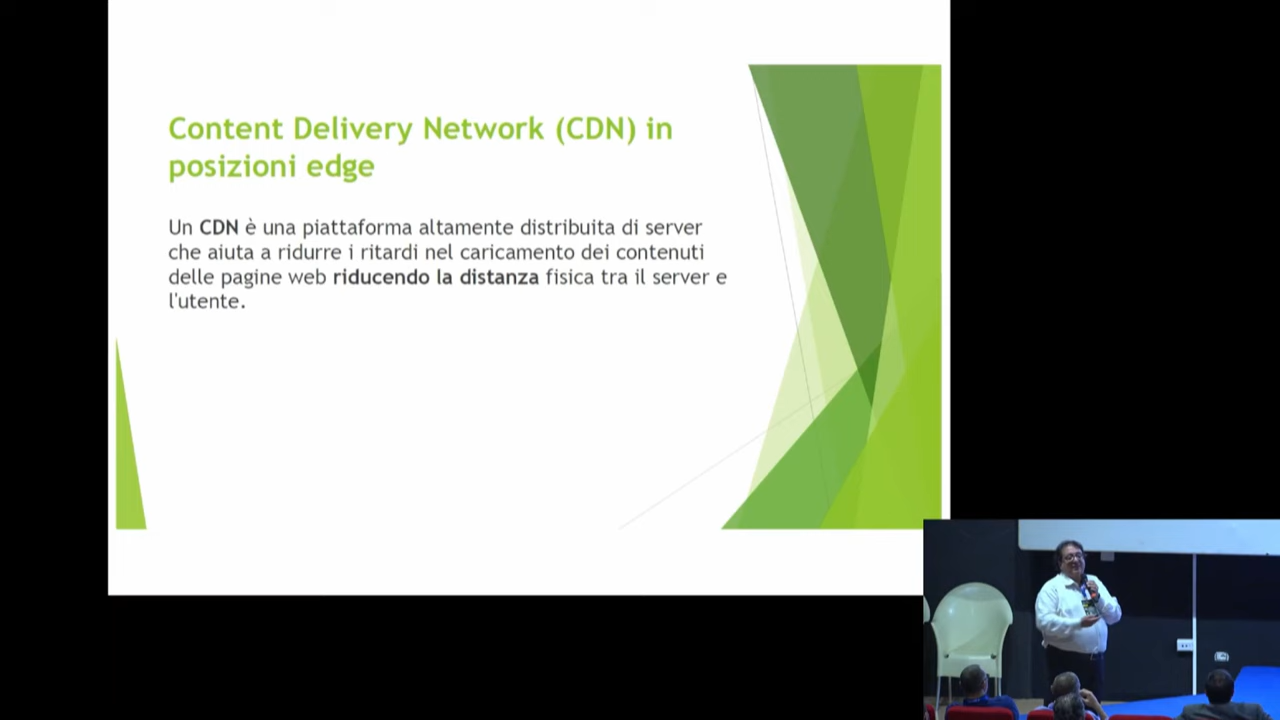 Content Delivery Network (CDN) in
posizioni edge
Un CDN è una piattaforma altamente distribuita di server
che aiuta a ridurre i ritardi nel caricamento dei contenuti
delle pagine web riducendo la distanza fisica tra il server e
l'utente.